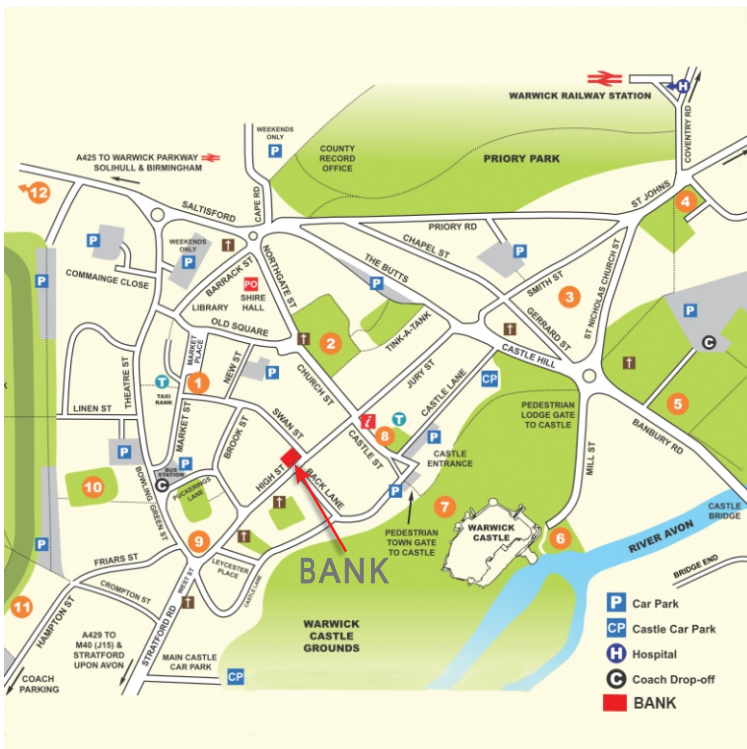 WARWICK RAILWAY STATION
H
COVENTRY RD
WEEKENDS
ONLY
P
COUNTY
RECORD
OFFICE
PRIORY PARK
A425 TO WARWICK PARKWAY
SOLIHULL & BIRMINGHAM
12
SALTISFORD
CAPE RD
ST JOHNS
4
PRIORY RD
P
WEEKENDS
ONLY
P
CHAPEL ST
P
COMMAINGE CLOSE
P
BARRACK ST
NORTHGATE ST
THE BUTTS
P
SMITH ST
3
ST NICHOLAS CHURCH ST
PO
SHIRE
HALL
LIBRARY
OLD SQUARE
2
TINK-A-TANK
GERRARD ST
P
C
THEATRE ST
MARKET
PLACE
NEW ST
P
CHURCH ST
JURY ST
CASTLE HILL
T
TAXI
RANK
1
CASTLE LANE
CP
LINEN ST
MARKET ST
BROOK ST
SWAN ST
i
T
8
CASTLE ST
PEDESTRIAN
LODGE GATE
TO CASTLE
5
BANBURY RD
P
BUS
STATION
P
C
HIGH ST
BACK LANE
P
CASTLE
ENTRANCE
MILL ST
10
BOWLING GREEN ST
PUCKERINGS
LANE
P
7
WARWICK
CASTLE
CASTLE
BRIDGE
9
PEDESTRIAN
TOWN GATE
TO CASTLE
6
RIVER AVON
P
FRIARS ST
BANK
BRIDGE END
CROMPTON ST
WEST ST
LEYCESTER
PLACE
CASTLE LANE
11
HAMPTON ST
STRATFORD RD
WARWICK
CASTLE
GROUNDS
P Car Park
CP Castle Car Park
A429 TO
M40 (J15) &
STRATFORD
UPON AVON
H Hospital
MAIN CASTLE
CAR PARK
CP
COACH
PARKING
C Coach Drop-off
BANK